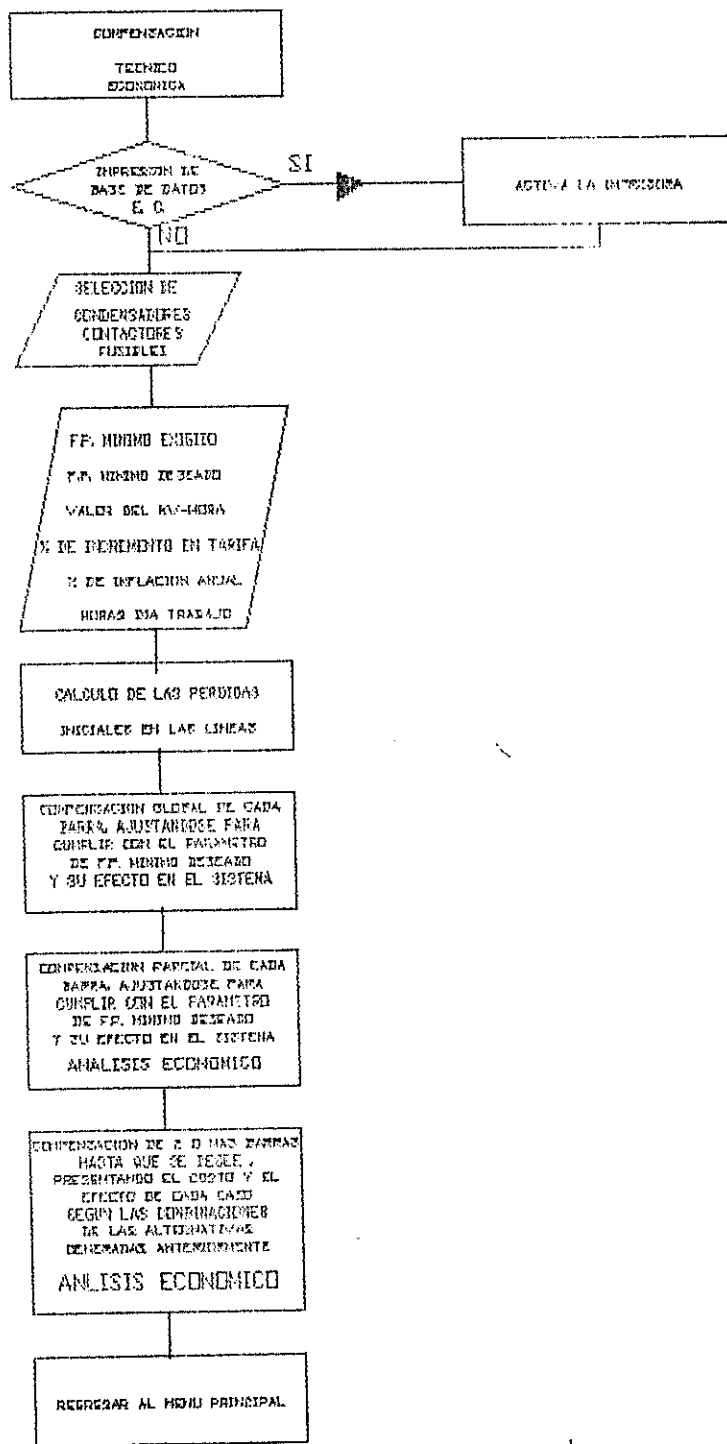 COMPENSACION
TECNICO
ECONOMICA
IMPRESION DE
BASE DE DATOS
E. O.
SI
ACTIVA LA IMPRESORA
NO
SELECCION DE
CONDENSADORES
CONTACTORES
FUSIBLES
F.P. MINIMO EXIGIDO
F.P. MINIMO DESEADO
VALOR DEL KW-HORA
% DE INCREMENTO EN TARIFA
% DE INFLACION ANUAL
HORAS DIA TRABAJO
CALCULO DE LAS PERDIDAS
INICIALES EN LAS LINEAS
COMPENSACION GLOBAL DE CADA
BARRA, AJUSTANDOSE PARA
CUMPLIR CON EL PARAMETRO
DE F.P. MINIMO DESEADO
Y SU EFECTO EN EL SISTEMA
COMPENSACION PARCIAL DE CADA
BARRA, AJUSTANDOSE PARA
CUMPLIR CON EL PARAMETRO
DE F.P. MINIMO DESEADO
Y SU EFECTO EN EL SISTEMA
ANALISIS ECONOMICO
COMPENSACION DE 2 O MAS BARRAS
HASTA QUE SE DESEE,
PRESENTANDO EL COSTO Y EL
EFECTO DE CADA CASO
SEGUN LAS COMBINACIONES
DE LAS ALTERNATIVAS
GENERADAS ANTERIORMENTE
ANLISIS ECONOMICO
REGRESAR AL MENU PRINCIPAL